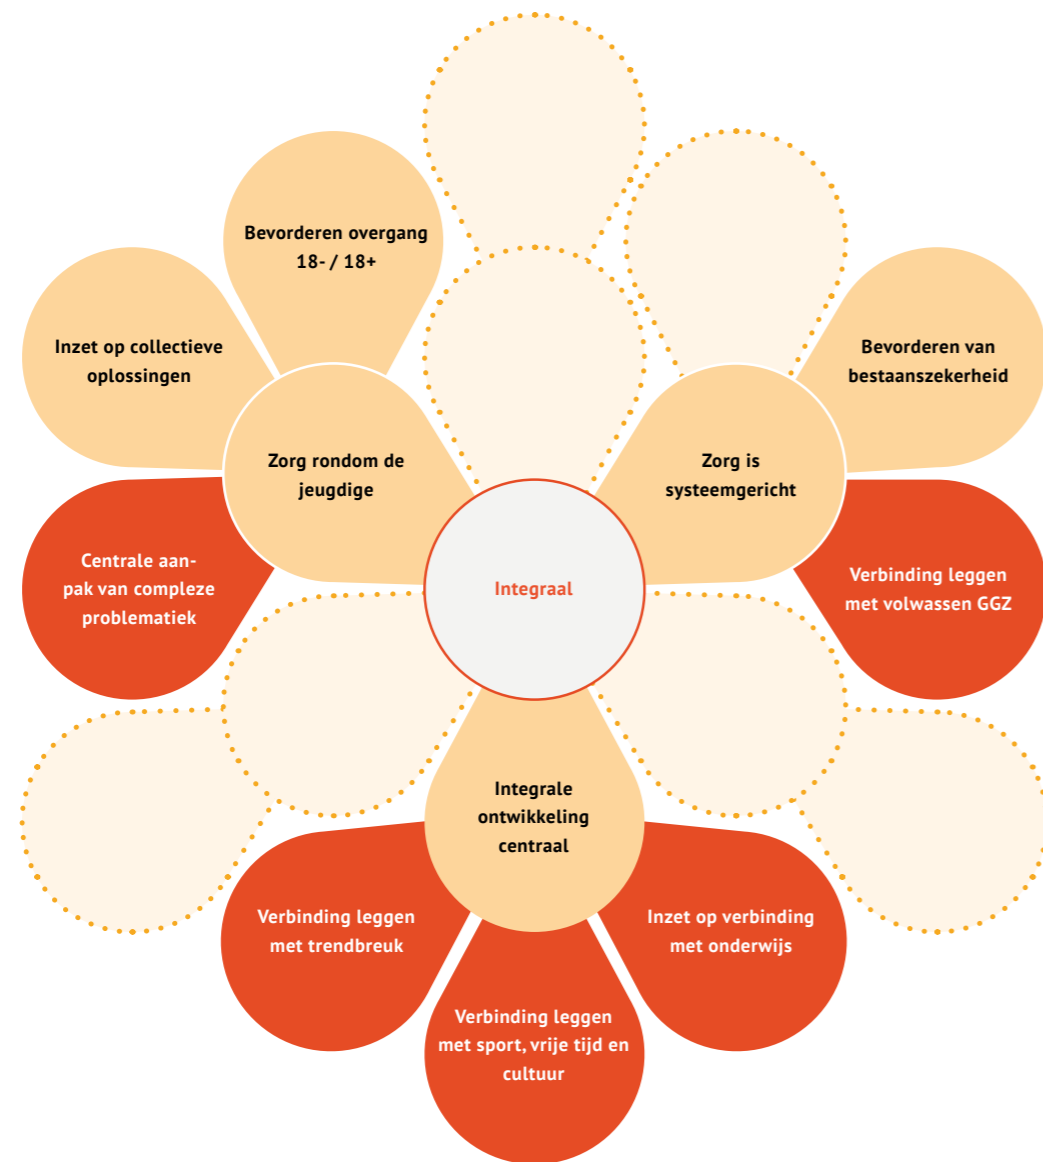 Bevorderen overgang
18- / 18+
Inzet op collectieve
oplossingen
Bevorderen van
bestaanszekerheid
Zorg rondom de
jeugdige
Zorg is
systeemgericht
Centrale aan-
pak van compleze
problematiek
Integraal
Verbinding leggen
met volwassen GGZ
Integrale
ontwikkeling
centraal
Verbinding leggen
met trendbreuk
Inzet op verbinding
met onderwijs
Verbinding leggen
met sport, vrije tijd en
cultuur